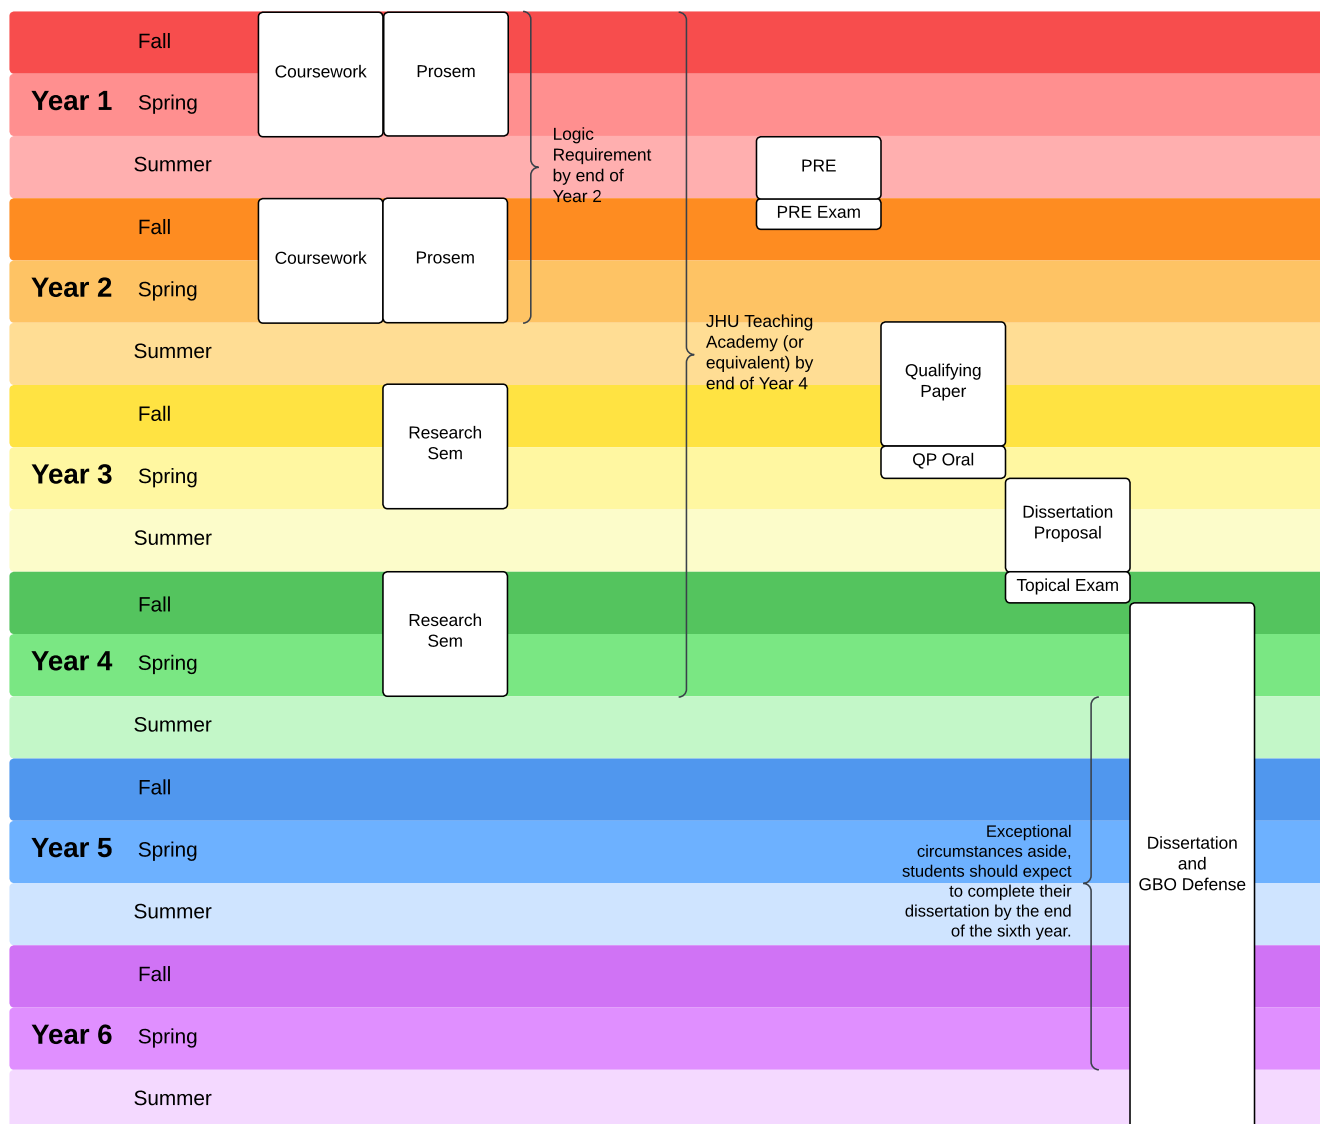 Fall
Coursework
Prosem
Year 1
Spring
Logic
Requirement
by end of
Year 2
Summer
PRE
Fall
PRE Exam
Coursework
Prosem
Year 2
Spring
Summer
JHU Teaching
Academy (or
equivalent) by
end of Year 4
Qualifying
Paper
Fall
Research
Sem
QP Oral
Year 3
Spring
Dissertation
Proposal
Summer
Topical Exam
Fall
Research
Sem
Year 4
Spring
Summer
Fall
Exceptional
circumstances aside,
students should expect
to complete their
dissertation by the end
of the sixth year.
Dissertation
and
GBO Defense
Year 5
Spring
Summer
Fall
Year 6
Spring
Summer